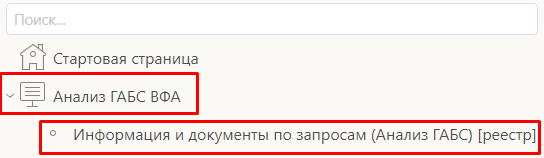 Поиск...
Стартовая страница
Анализ ГАБС ВФА
Информация и документы по запросам (Анализ ГАБС) [реестр]